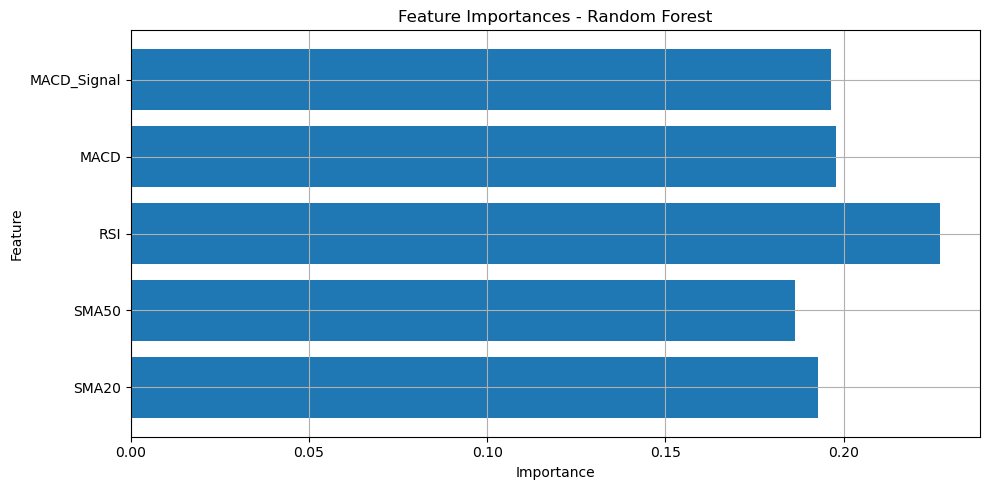 Feature Importances - Random Forest
MACD_Signal
MACD
RSI
SMA50
SMA20
Feature
0.00 0.05 0.10 0.15 0.20
Importance